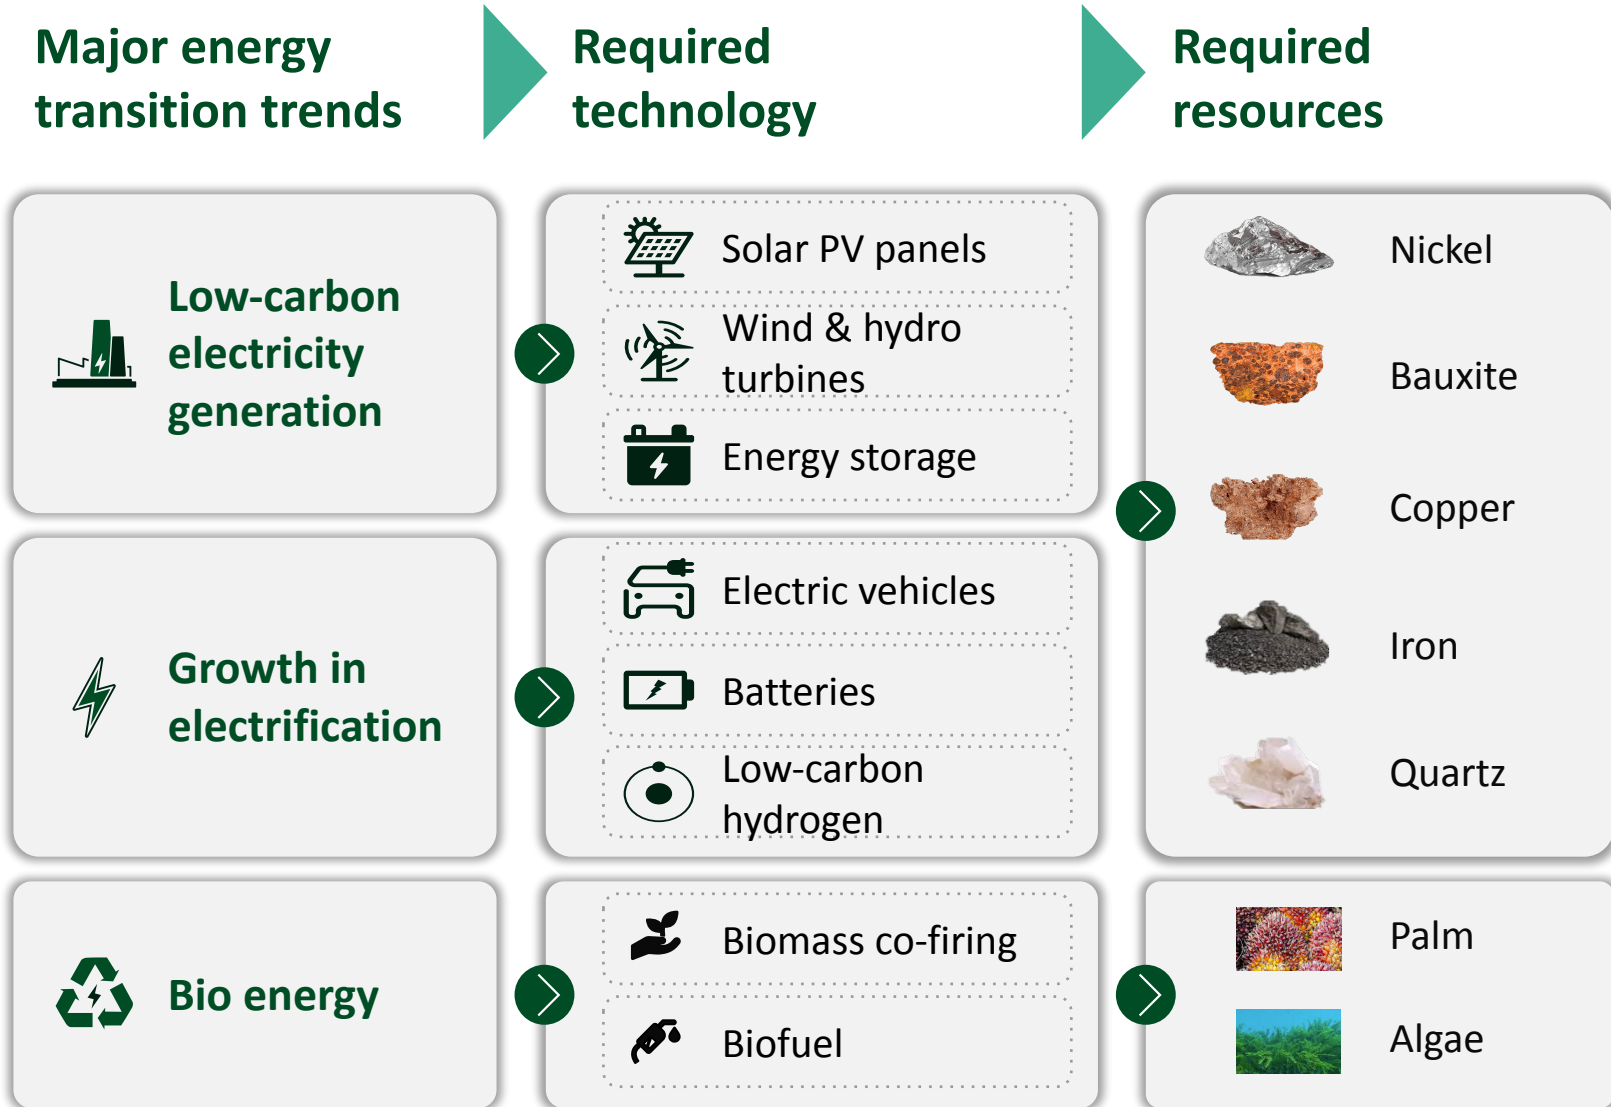 Major energy
transition trends
Required
technology
Required
resources
Low-carbon
electricity
generation
Solar PV panels
Wind & hydro
turbines
Energy storage
Growth in
electrification
Electric vehicles
Batteries
Low-carbon
hydrogen
Nickel
Bauxite
Copper
Iron
Quartz
Bio energy
Biomass co-firing
Biofuel
Palm
Algae